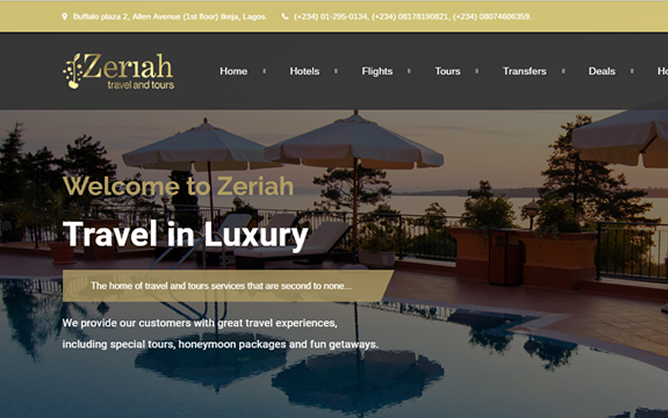 Buffalo plaza 2, Allen Avenue (1st floor) Ikeja, Lagos. (+234) 01-295-0134, (+234) 08178190821, (+234) 08074606359.
Zeriah
travel and tours
Home Hotels Flights Tours Transfers Deals Ho
Welcome to Zeriah
Travel in Luxury
The home of travel and tours services that are second to none...
We provide our customers with great travel experiences,
including special tours, honeymoon packages and fun getaways.